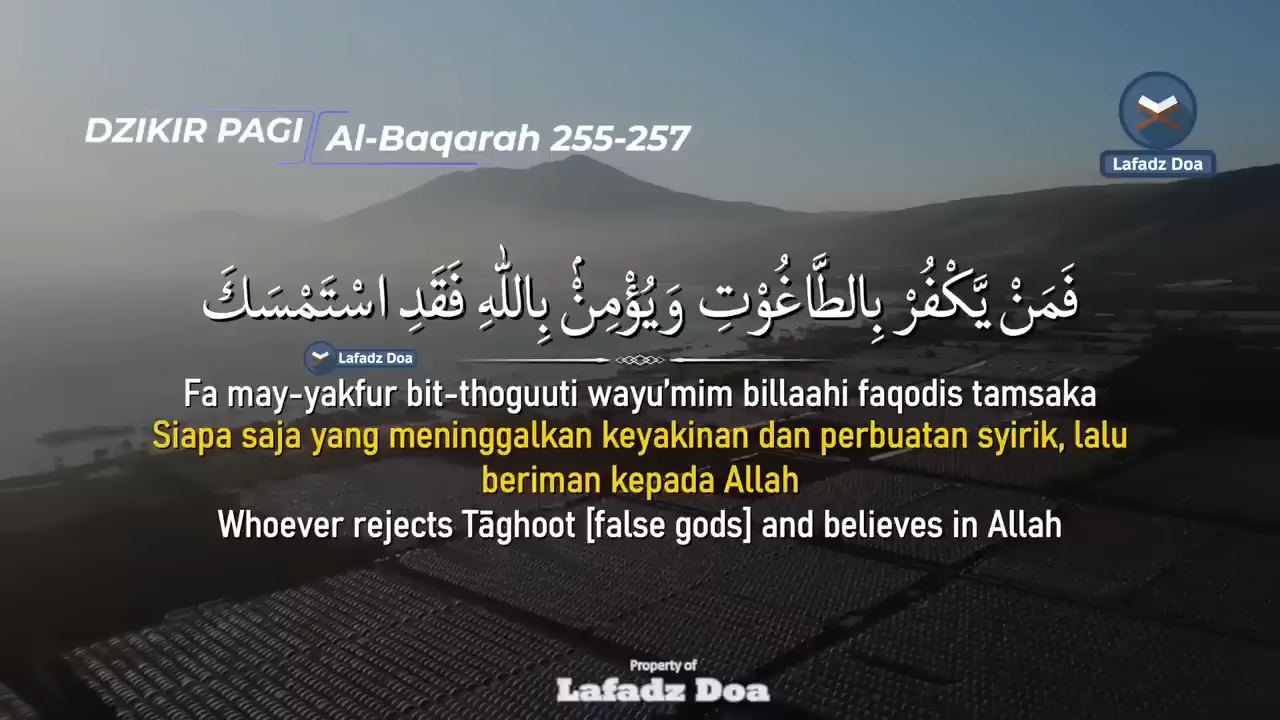 DZIKIR PAGI
Al-Baqarah 255-257
Lafadz Doa
فَمَنْ يَّكْفُرْ بِالطَّاغُوْتِ وَيُؤْمِنْۢ بِاللّٰهِ فَقَدِ اسْتَمْسَكَ
Lafadz Doa
Fa may-yakfur bit-thoguuti wayu’mim billaahi faqodis tamsaka
Siapa saja yang meninggalkan keyakinan dan perbuatan syirik, lalu
beriman kepada Allah
Whoever rejects Tāghoot [false gods] and believes in Allah
Property of
Lafadz Doa